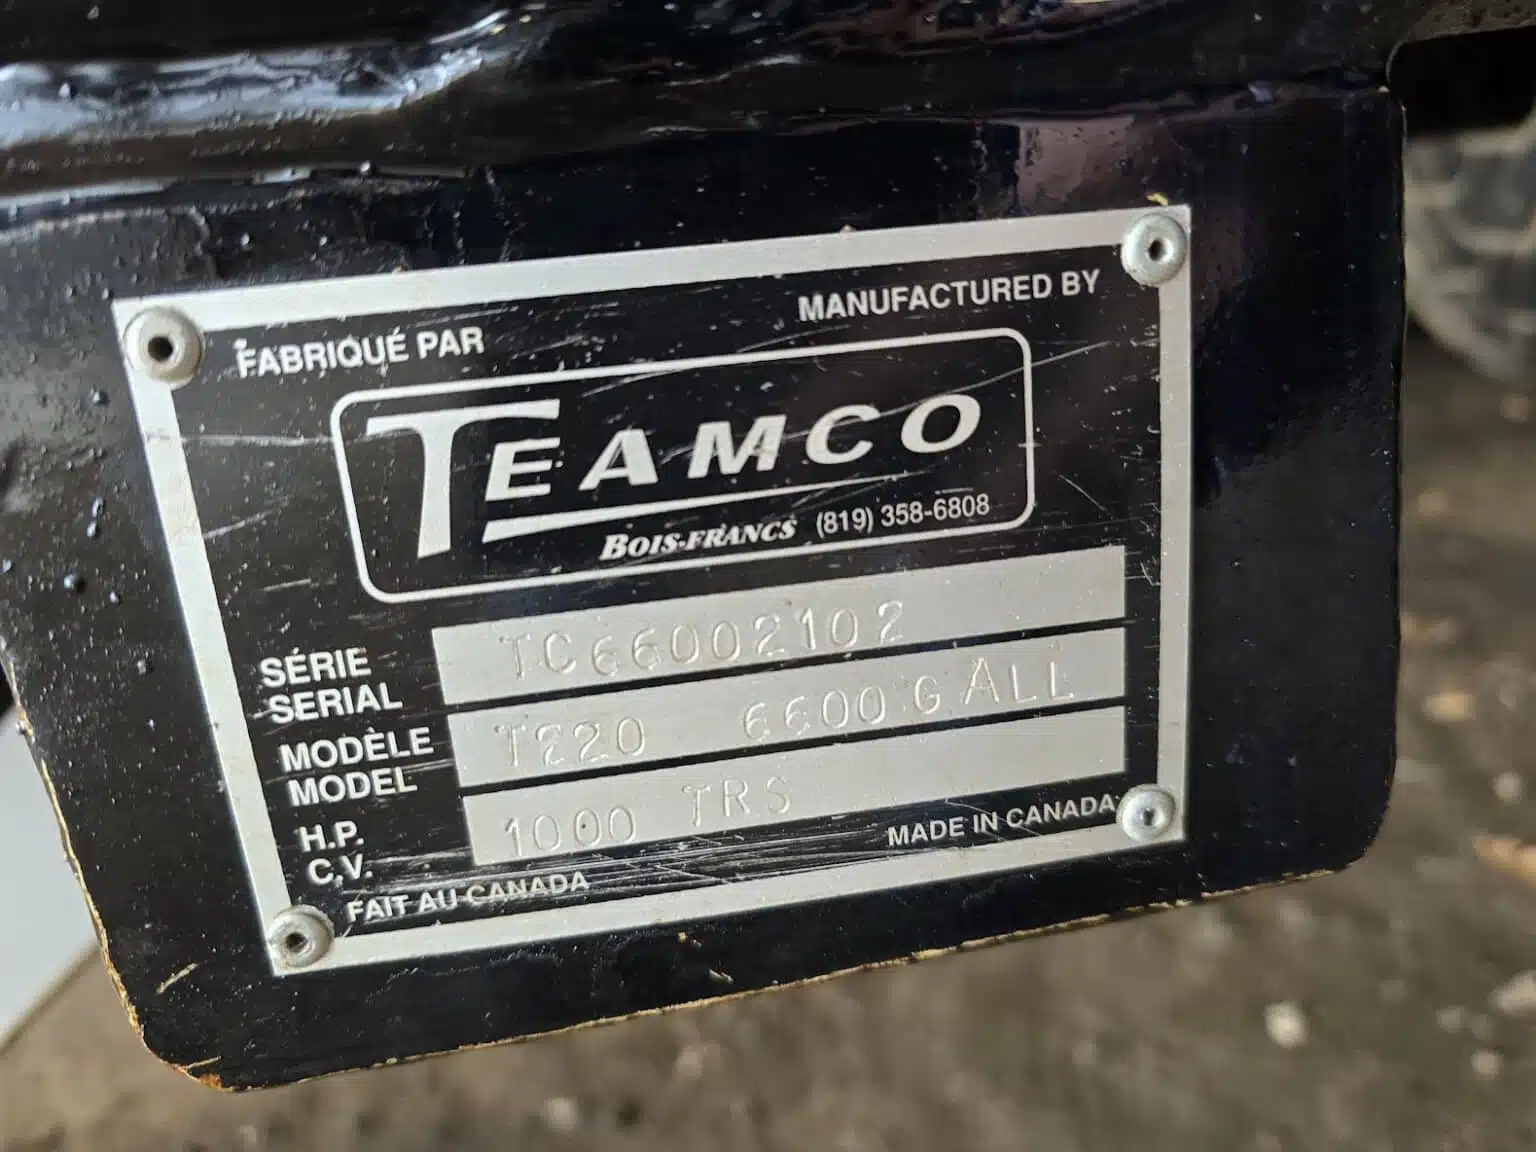 FABRIQUÉ PAR
MANUFACTURED BY
TEAMCO
BOIS-FRANCS (819) 358-6808
SÉRIE
SERIAL
TC66002102
MODÈLE
MODEL
T220 6600 G ALL
H.P.
C.V.
1000 TRS
FAIT AU CANADA
MADE IN CANADA